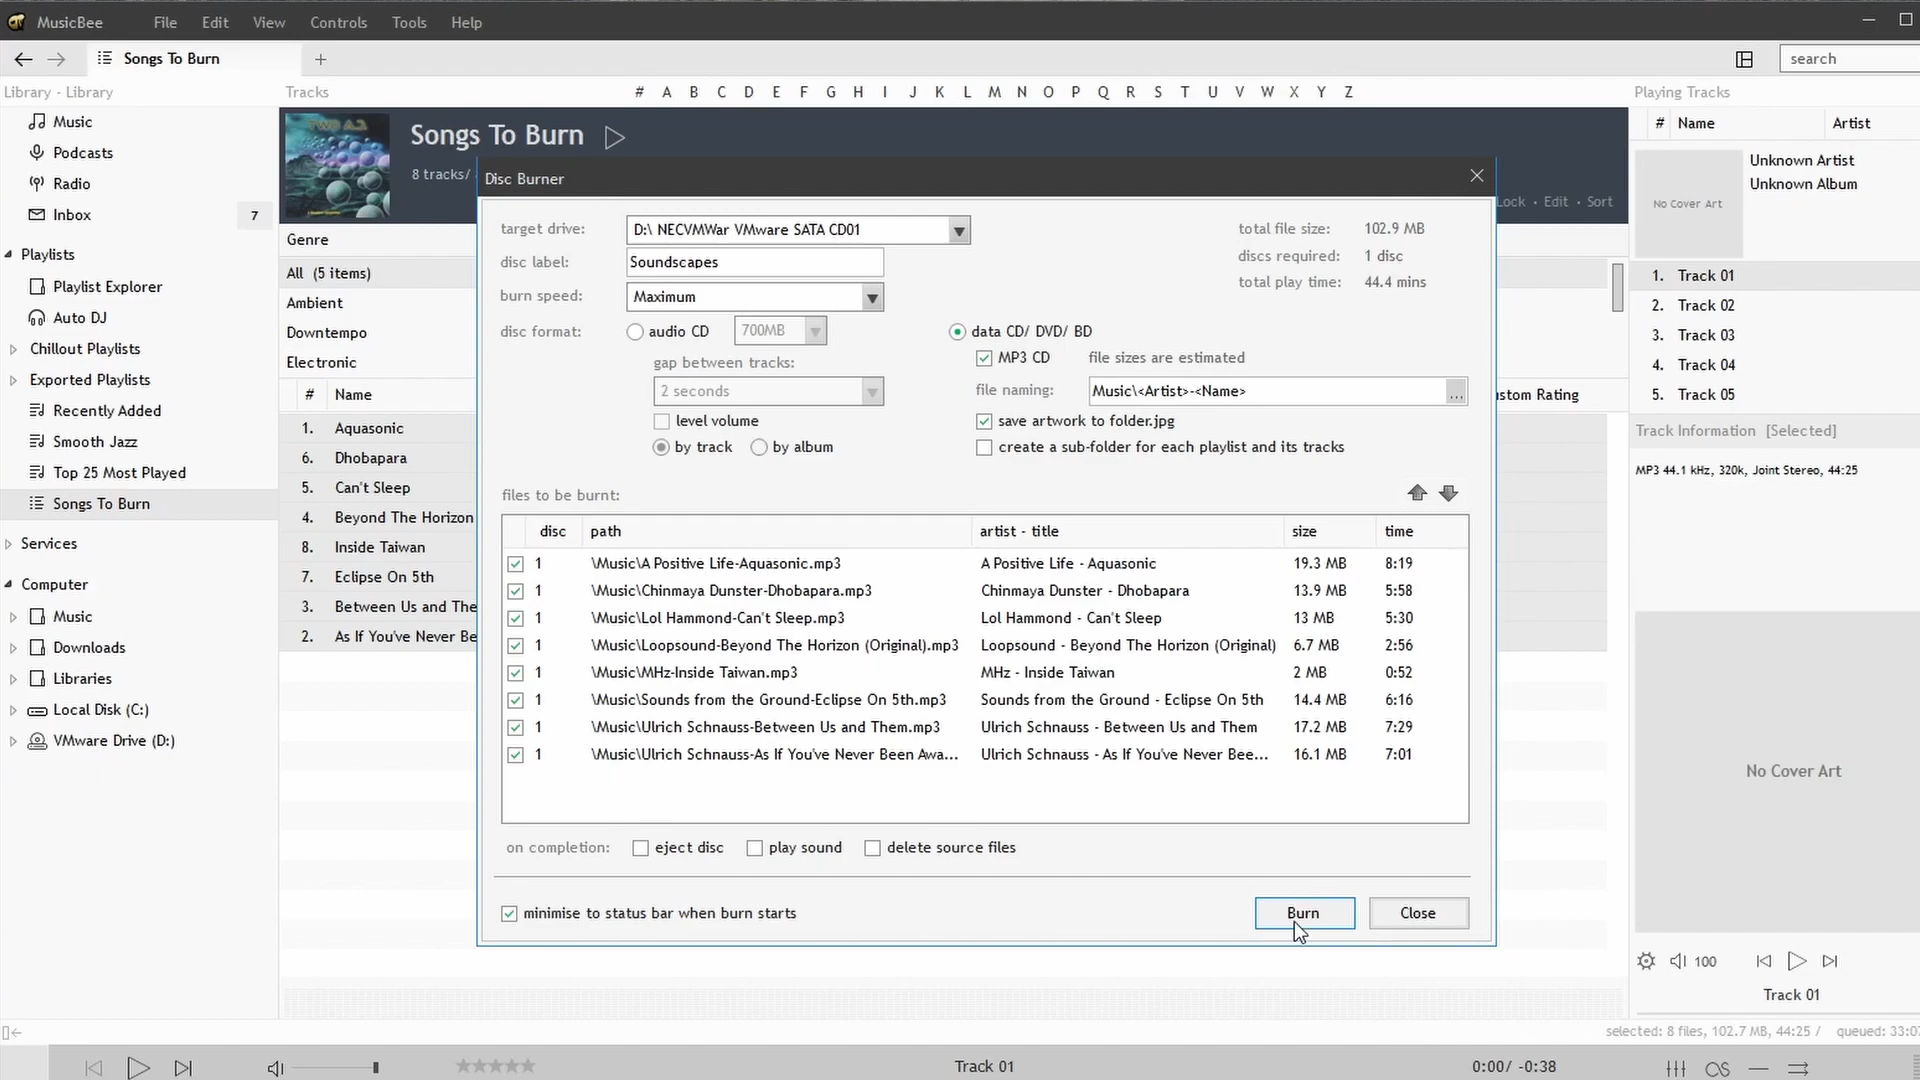 MusicBee File Edit View Controls Tools Help
Songs To Burn
search
Library - Library
Tracks
# A B C D E F G H I J K L M N O P Q R S T U V W X Y Z
Playing Tracks
Music
Podcasts
Radio
Inbox 7
Playlists
Playlist Explorer
Auto DJ
Chillout Playlists
Exported Playlists
Recently Added
Smooth Jazz
Top 25 Most Played
Songs To Burn
Services
Computer
Music
Downloads
Libraries
Local Disk (C:)
VMware Drive (D:)
Songs To Burn
8 tracks/
Lock · Edit · Sort
Genre
All (5 items)
Ambient
Downtempo
Electronic
# Name
stom Rating
1. Aquasonic
6. Dhobapara
5. Can't Sleep
4. Beyond The Horizon
8. Inside Taiwan
7. Eclipse On 5th
3. Between Us and The
2. As If You've Never Be
Disc Burner
target drive: D:\ NECVMWar VMware SATA CD01
disc label: Soundscapes
burn speed: Maximum
total file size: 102.9 MB
discs required: 1 disc
total play time: 44.4 mins
disc format: audio CD 700MB
gap between tracks:
2 seconds
level volume
by track by album
data CD/ DVD/ BD
MP3 CD file sizes are estimated
file naming: Music\<Artist>-<Name> ...
save artwork to folder.jpg
create a sub-folder for each playlist and its tracks
files to be burnt:
disc path artist - title size time
1 \Music\A Positive Life-Aquasonic.mp3 A Positive Life - Aquasonic 19.3 MB 8:19
1 \Music\Chinmaya Dunster-Dhobapara.mp3 Chinmaya Dunster - Dhobapara 13.9 MB 5:58
1 \Music\Lol Hammond-Can't Sleep.mp3 Lol Hammond - Can't Sleep 13 MB 5:30
1 \Music\Loopsound-Beyond The Horizon (Original).mp3 Loopsound - Beyond The Horizon (Original) 6.7 MB 2:56
1 \Music\MHz-Inside Taiwan.mp3 MHz - Inside Taiwan 2 MB 0:52
1 \Music\Sounds from the Ground-Eclipse On 5th.mp3 Sounds from the Ground - Eclipse On 5th 14.4 MB 6:16
1 \Music\Ulrich Schnauss-Between Us and Them.mp3 Ulrich Schnauss - Between Us and Them 17.2 MB 7:29
1 \Music\Ulrich Schnauss-As If You've Never Been Awa... Ulrich Schnauss - As If You've Never Bee... 16.1 MB 7:01
on completion: eject disc play sound delete source files
minimise to status bar when burn starts
Burn Close
# Name Artist
No Cover Art
Unknown Artist
Unknown Album
1. Track 01
2. Track 02
3. Track 03
4. Track 04
5. Track 05
Track Information [Selected]
MP3 44.1 kHz, 320k, Joint Stereo, 44:25
No Cover Art
100
Track 01
selected: 8 files, 102.7 MB, 44:25 / queued: 33:07
Track 01
0:00/ -0:38